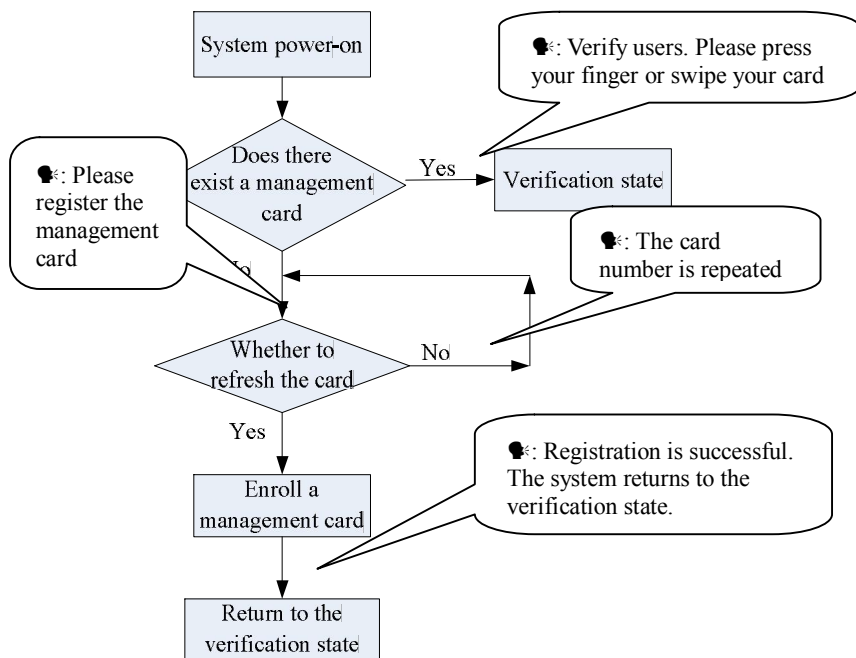 System power-on
🗣: Verify users. Please press
your finger or swipe your card
Does there
exist a management
card
Yes
Verification state
🗣: Please
register the
management
card
No
🗣: The card
number is repeated
Whether to
refresh the card
No
Yes
🗣: Registration is successful.
The system returns to the
verification state.
Enroll a
management card
Return to the
verification state